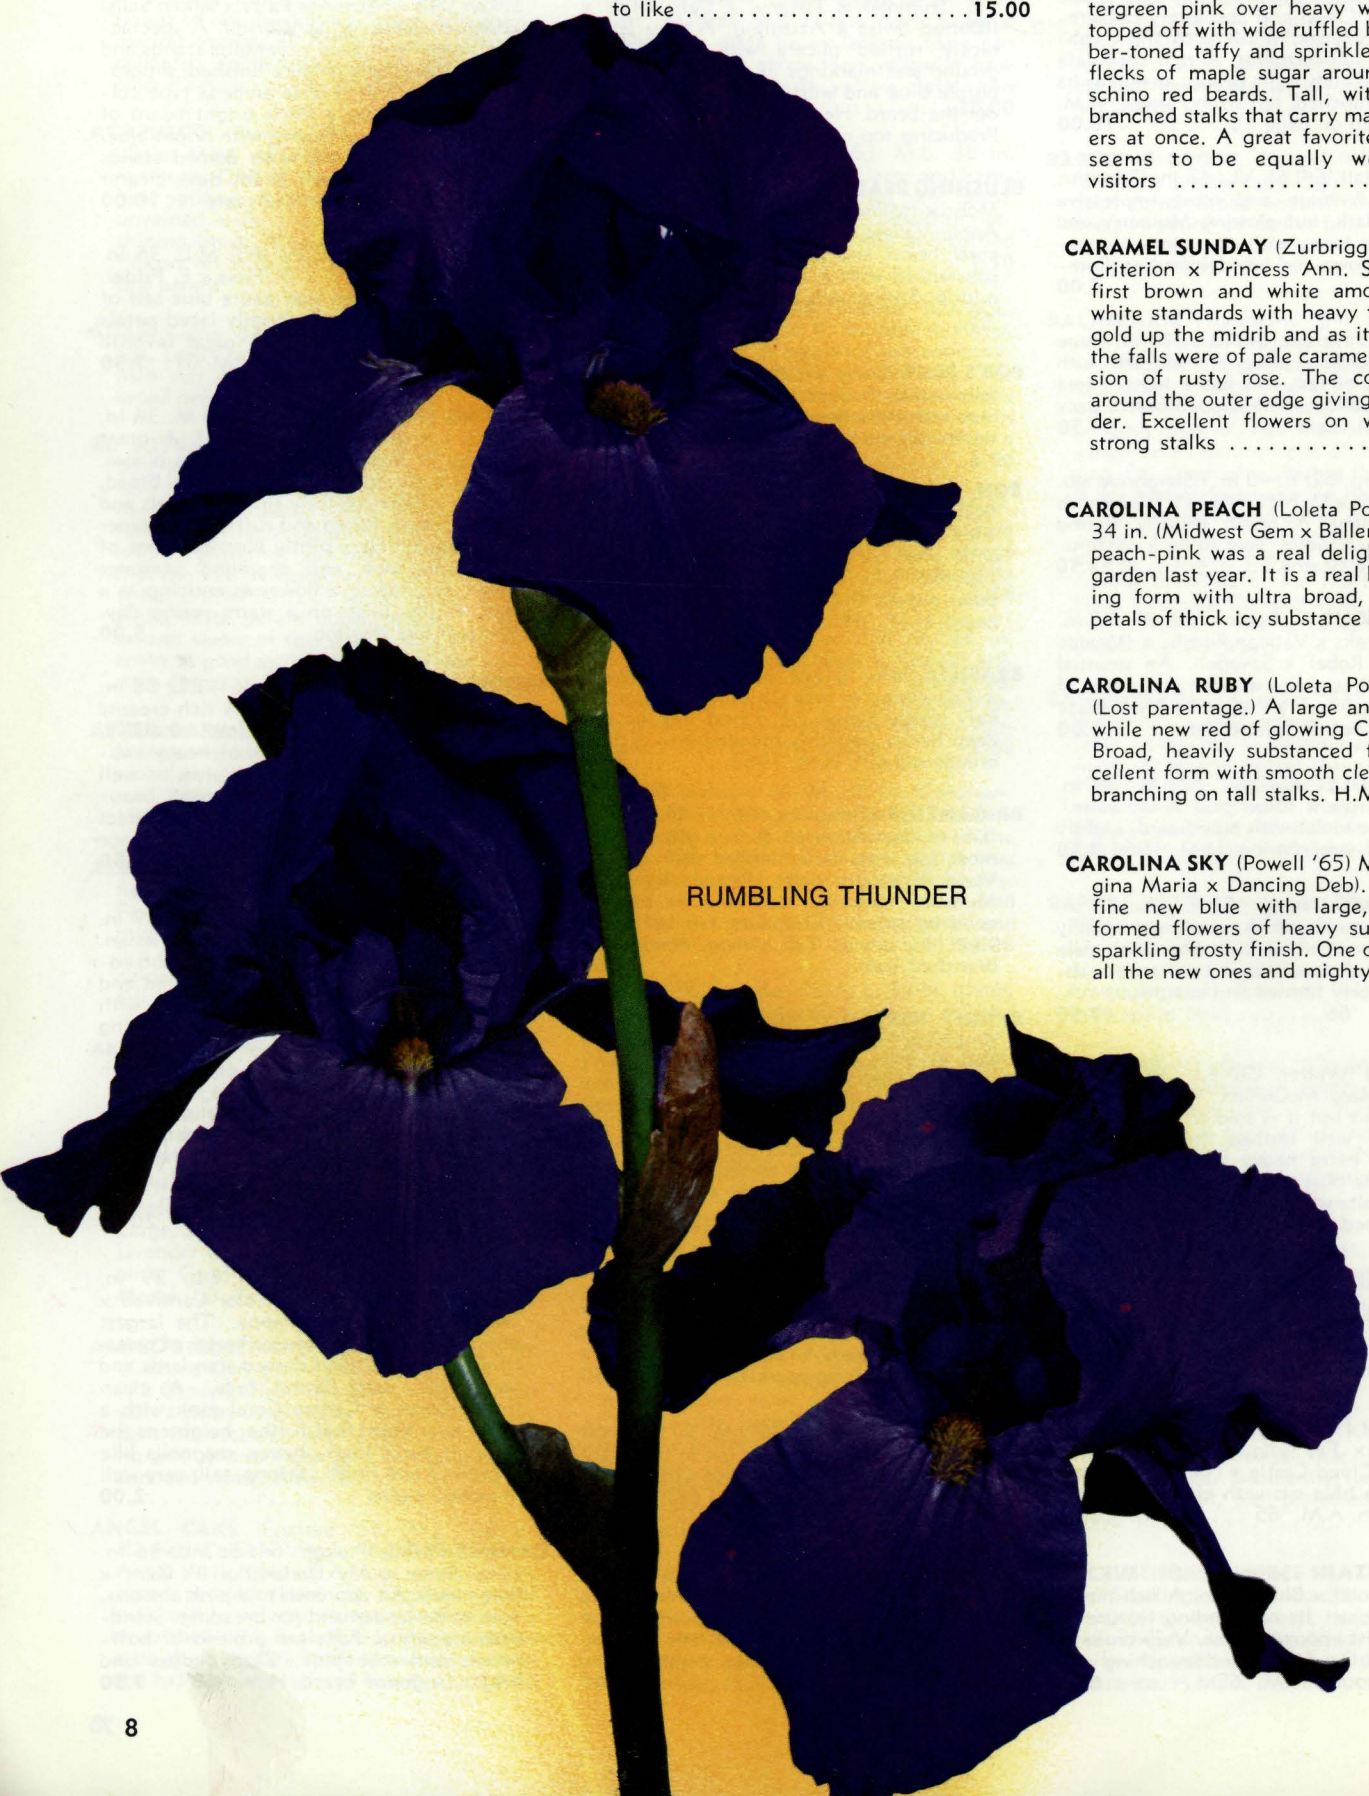 to like ...................... 15.00
tergreen pink over heavy w
topped off with wide ruffled
ber-toned taffy and sprinkle
flecks of maple sugar arour
schino red beards. Tall, wit
branched stalks that carry ma
ers at once. A great favorite
seems to be equally w
visitors ...............
CARAMEL SUNDAY (Zurbrigg
Criterion x Princess Ann. S
first brown and white amo
white standards with heavy
gold up the midrib and as it
the falls were of pale carame
sion of rusty rose. The co
around the outer edge giving
der. Excellent flowers on v
strong stalks ...........
CAROLINA PEACH (Loleta Po
34 in. (Midwest Gem x Baller
peach-pink was a real delig
garden last year. It is a real
ing form with ultra broad,
petals of thick icy substance
CAROLINA RUBY (Loleta Po
(Lost parentage.) A large an
while new red of glowing C
Broad, heavily substanced
cellent form with smooth cle
branching on tall stalks. H.M
CAROLINA SKY (Powell '65) M
gina Maria x Dancing Deb).
fine new blue with large,
formed flowers of heavy su
sparkling frosty finish. One o
all the new ones and mighty
RUMBLING THUNDER
8